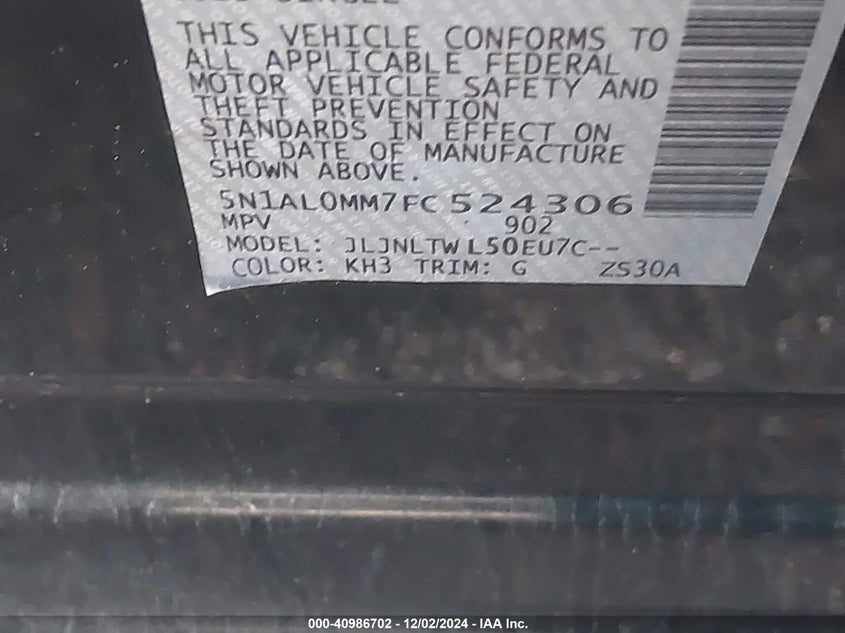 THIS VEHICLE CONFORMS TO
ALL APPLICABLE FEDERAL
MOTOR VEHICLE SAFETY AND
THEFT PREVENTION
STANDARDS IN EFFECT ON
THE DATE OF MANUFACTURE
SHOWN ABOVE.
5N1AL0MM7FC524306
MPV 902
MODEL: JLJNLTWL50EU7C--
COLOR: KH3 TRIM: G ZS30A
000-40986702 - 12/02/2024 - IAA Inc.